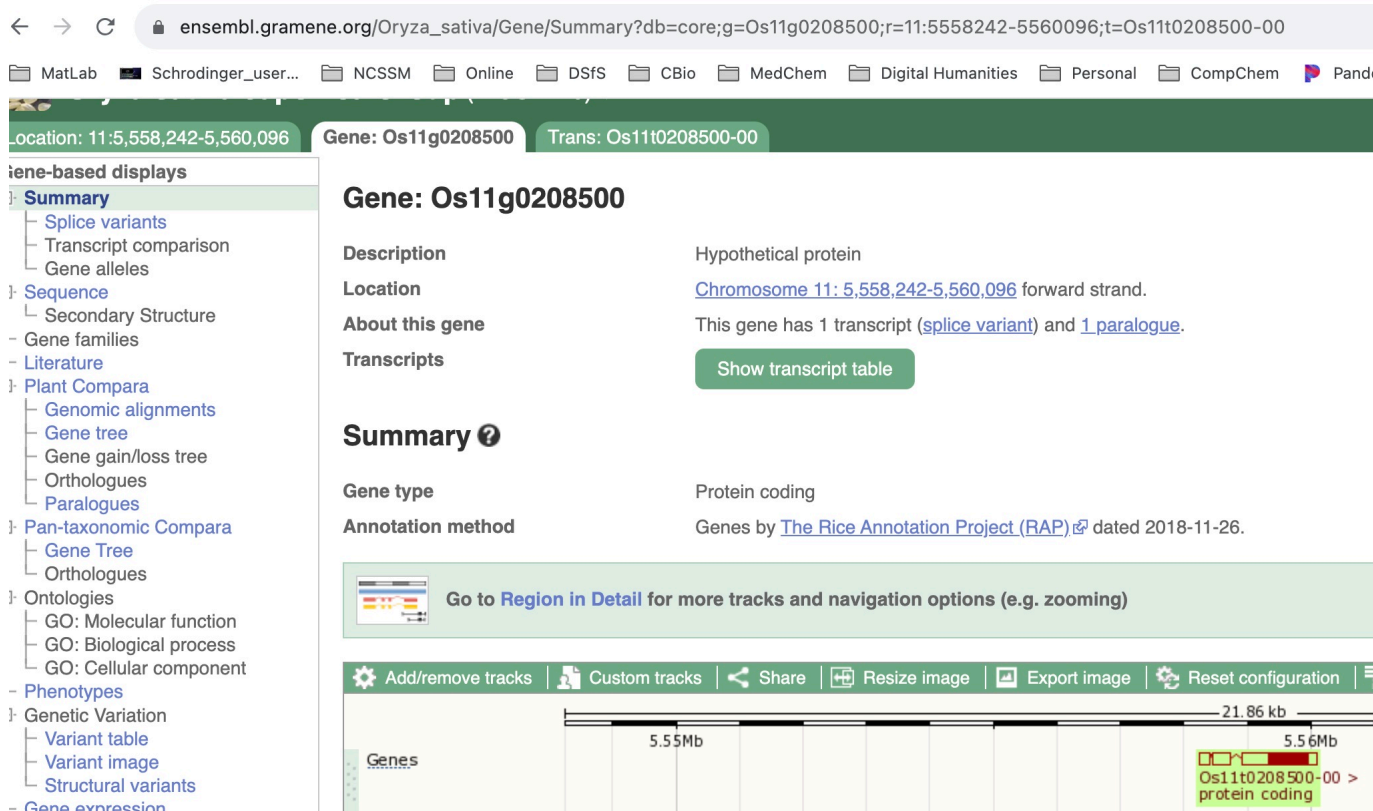 ensembl.gramene.org/Oryza_sativa/Gene/Summary?db=core;g=Os11g0208500;r=11:5558242-5560096;t=Os11t0208500-00
MatLab Schrodinger_user... NCSSM Online DSfS CBio MedChem Digital Humanities Personal CompChem Pand
Location: 11:5,558,242-5,560,096 Gene: Os11g0208500 Trans: Os11t0208500-00
Gene-based displays
Summary
Splice variants
Transcript comparison
Gene alleles
Sequence
Secondary Structure
Gene families
Literature
Plant Compara
Genomic alignments
Gene tree
Gene gain/loss tree
Orthologues
Paralogues
Pan-taxonomic Compara
Gene Tree
Orthologues
Ontologies
GO: Molecular function
GO: Biological process
GO: Cellular component
Phenotypes
Genetic Variation
Variant table
Variant image
Structural variants
Gene expression
Gene: Os11g0208500
Description Hypothetical protein
Location Chromosome 11: 5,558,242-5,560,096 forward strand.
About this gene This gene has 1 transcript (splice variant) and 1 paralogue.
Transcripts Show transcript table
Summary ?
Gene type Protein coding
Annotation method Genes by The Rice Annotation Project (RAP) dated 2018-11-26.
Go to Region in Detail for more tracks and navigation options (e.g. zooming)
Add/remove tracks Custom tracks Share Resize image Export image Reset configuration
21.86 kb
5.55Mb 5.56Mb
Genes
Os11t0208500-00 >
protein coding